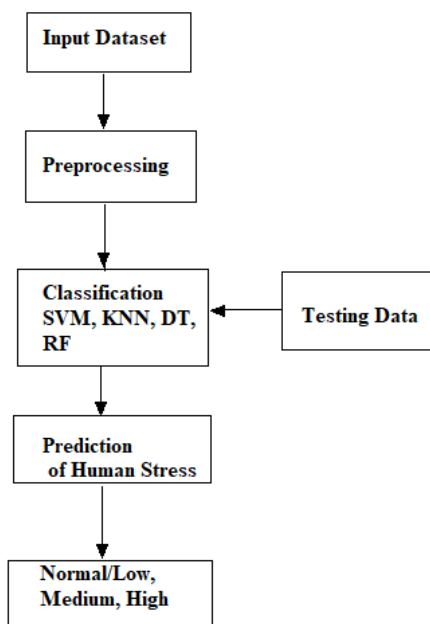 Input Dataset
Preprocessing
Classification
SVM, KNN, DT,
RF
Testing Data
Prediction
of Human Stress
Normal/Low,
Medium, High